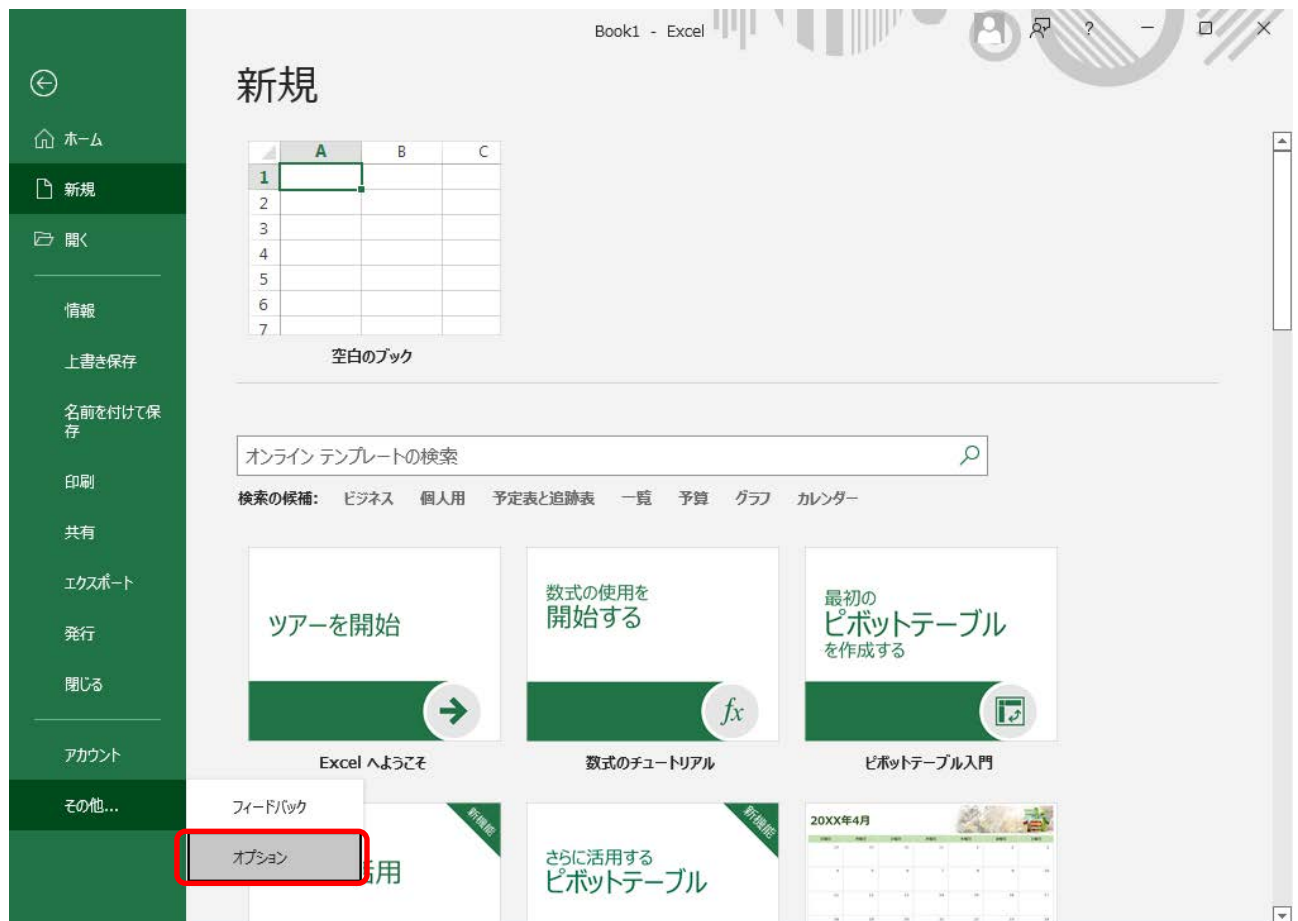 Book1 - Excel
?
新規
ホーム
新規
開く
情報
上書き保存
名前を付けて保
存
印刷
共有
エクスポート
発行
閉じる
アカウント
その他...
A B C
1
2
3
4
5
6
7
空白のブック
オンライン テンプレートの検索
検索の候補: ビジネス 個人用 予定表と追跡表 一覧 予算 グラフ カレンダー
ツアーを開始
Excel へようこそ
数式の使用を
開始する
fx
数式のチュートリアル
最初の
ピボットテーブル
を作成する
ピボットテーブル入門
フィードバック
オプション
活用
新機能
さらに活用する
ピボットテーブル
新機能
20XX年4月